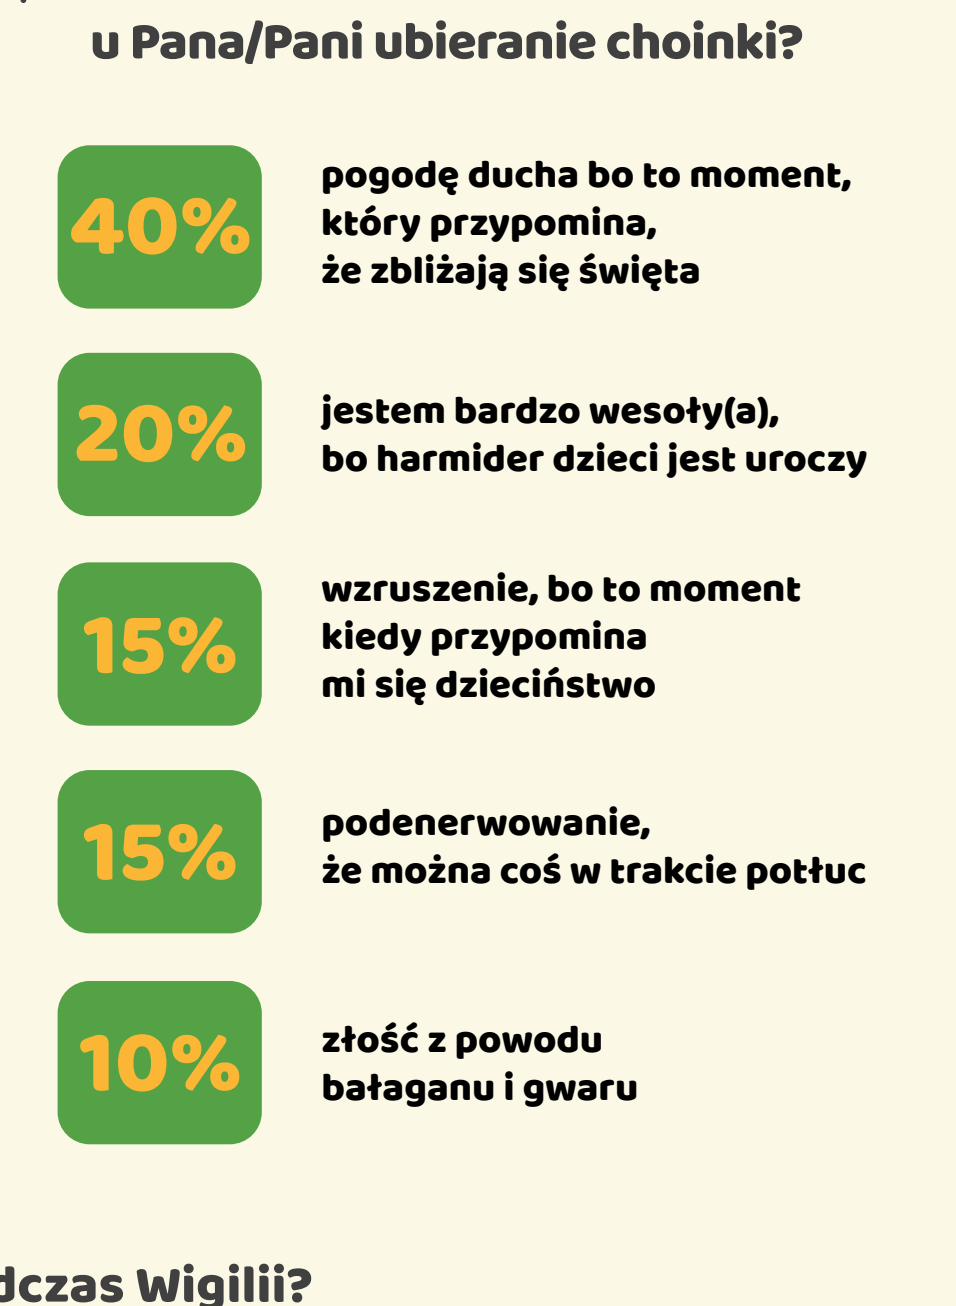 u Pana/Pani ubieranie choinki?
40%
pogodę ducha bo to moment,
który przypomina,
że zbliżają się święta
20%
jestem bardzo wesoły(a),
bo harmider dzieci jest uroczy
15%
wzruszenie, bo to moment
kiedy przypomina
mi się dzieciństwo
15%
podenerwowanie,
że można coś w trakcie potłuc
10%
złość z powodu
bałaganu i gwaru
dczas Wigilii?